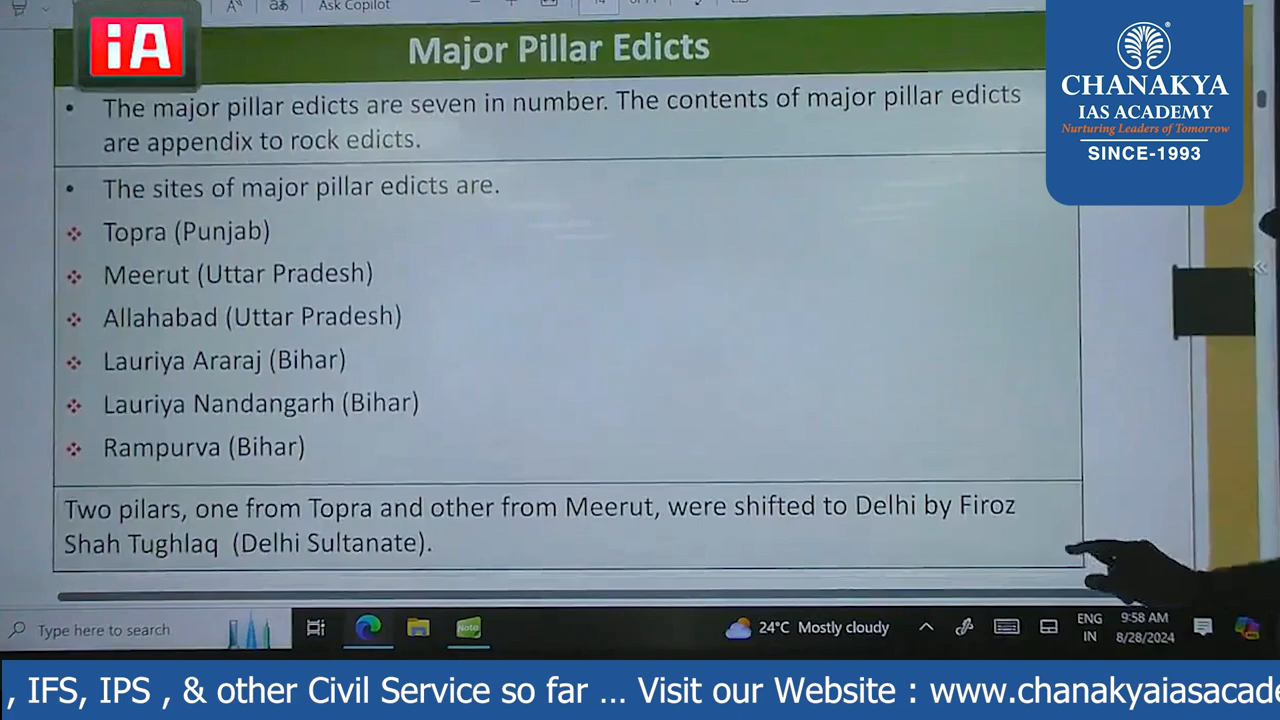 Ask Copilot
iA
Major Pillar Edicts
CHANAKYA
IAS ACADEMY
Nurturing Leaders of Tomorrow
SINCE-1993
• The major pillar edicts are seven in number. The contents of major pillar edicts
are appendix to rock edicts.
• The sites of major pillar edicts are.
Topra (Punjab)
Meerut (Uttar Pradesh)
Allahabad (Uttar Pradesh)
Lauriya Araraj (Bihar)
Lauriya Nandangarh (Bihar)
Rampurva (Bihar)
Two pilars, one from Topra and other from Meerut, were shifted to Delhi by Firoz
Shah Tughlaq (Delhi Sultanate).
Type here to search
Note
24°C Mostly cloudy
ENG
IN
9:58 AM
8/28/2024
, IFS, IPS , & other Civil Service so far ... Visit our Website : www.chanakyaiasacade